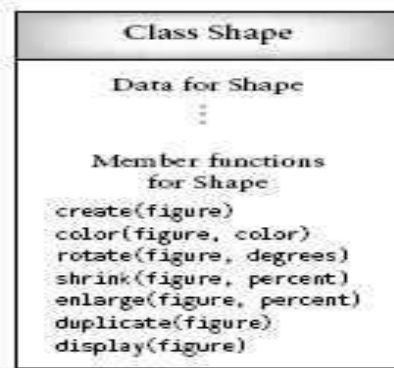 Class Shape
Data for Shape
⋮
Member functions
for Shape
create(figure)
color(figure, color)
rotate(figure, degrees)
shrink(figure, percent)
enlarge(figure, percent)
duplicate(figure)
display(figure)